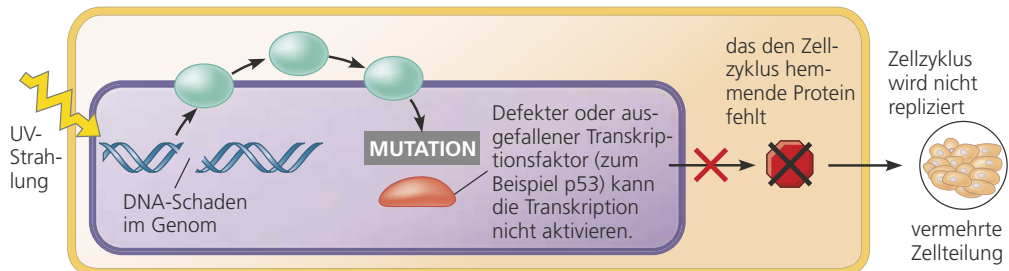 UV-
Strah-
lung
DNA-Schaden
im Genom
MUTATION
Defekter oder aus-
gefallener Transkrip-
tionsfaktor (zum
Beispiel p53) kann
die Transkription
nicht aktivieren.
das den Zell-
zyklus hem-
mende Protein
fehlt
Zellzyklus
wird nicht
repliziert
vermehrte
Zellteilung